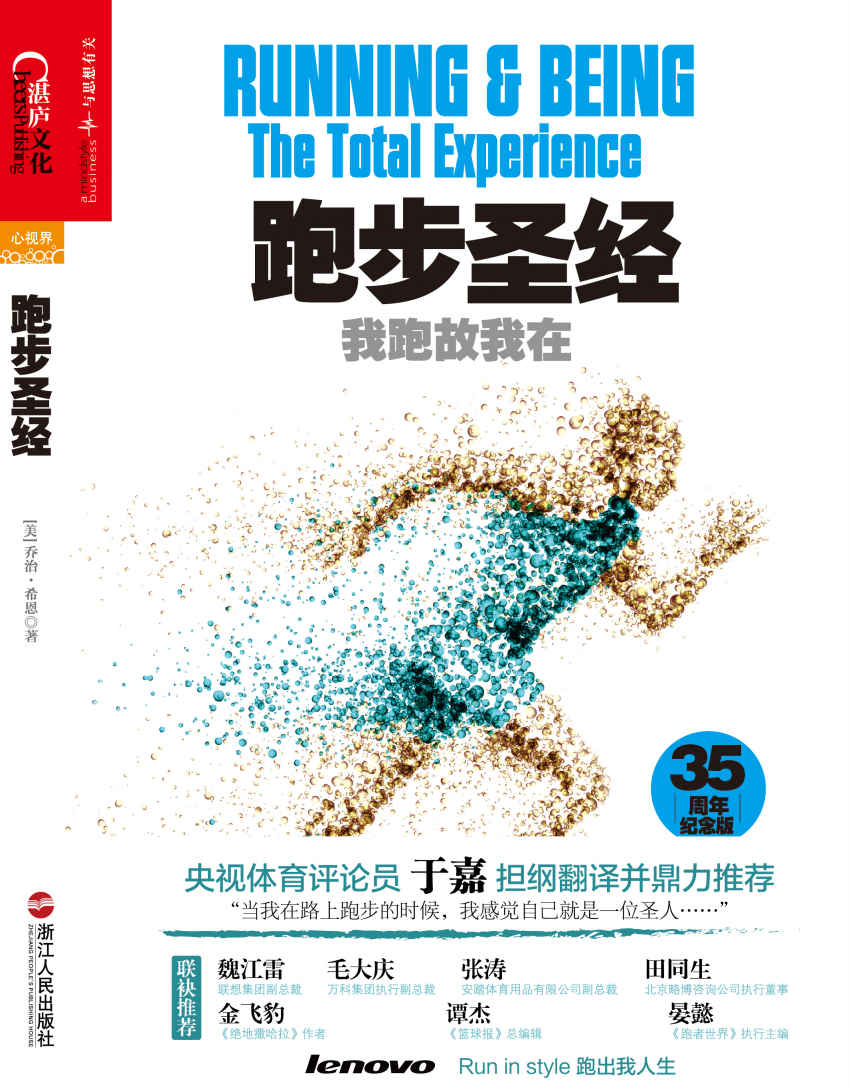 湛庐文化
Cheers Publishing
与思想有关
a mindstyle
business
心视界
跑步圣经
[美] 乔治·希恩◎著
浙江人民出版社
ZHEJIANG PEOPLE'S PUBLISHING HOUSE
RUNNING & BEING
The Total Experience
跑步圣经
我跑故我在
35
周年
纪念版
央视体育评论员 于嘉 担纲翻译并鼎力推荐
“当我在路上跑步的时候，我感觉自己就是一位圣人……”
联袂推荐
魏江雷 毛大庆 张涛 田同生
联想集团副总裁 万科集团执行副总裁 安踏体育用品有限公司副总裁 北京略博咨询公司执行董事
金飞豹 谭杰 晏懿
《绝地撒哈拉》作者 《篮球报》总编辑 《跑者世界》执行主编
lenovo Run in style 跑出我人生